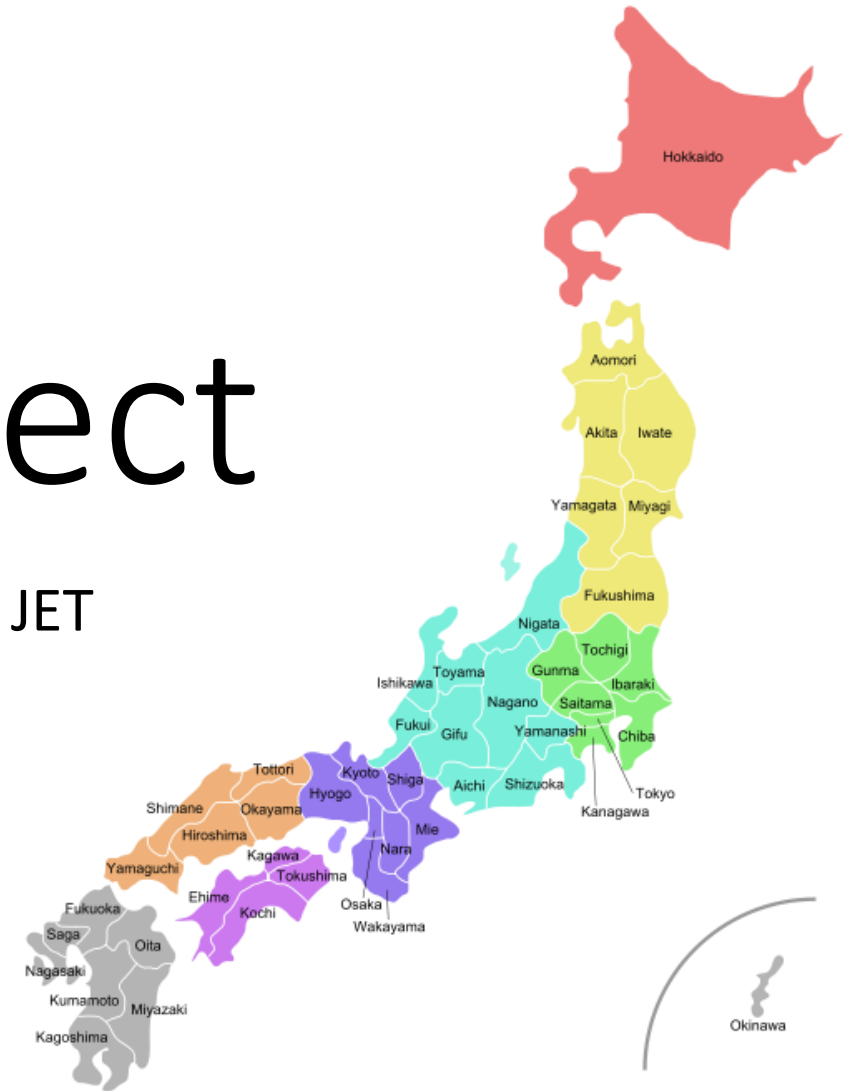 Hokkaido
Aomori
ect
Akita
Iwate
Yamagata
Miyagi
Fukushima
JET
Nigata
Tochigi
Gunma
Toyama
Ishikawa
Ibaraki
Nagano
Saitama
Fukui
Gifu
Yamanashi
Chiba
Tottori
Kyoto
Shiga
Aichi
Shizuoka
Hyogo
Tokyo
Shimane
Okayama
Kanagawa
Hiroshima
Mie
Nara
Kagawa
Yamaguchi
Tokushima
Ehime
Osaka
Fukuoka
Kochi
Wakayama
Saga
Oita
Nagasaki
Kumamoto
Miyazaki
Okinawa
Kagoshima